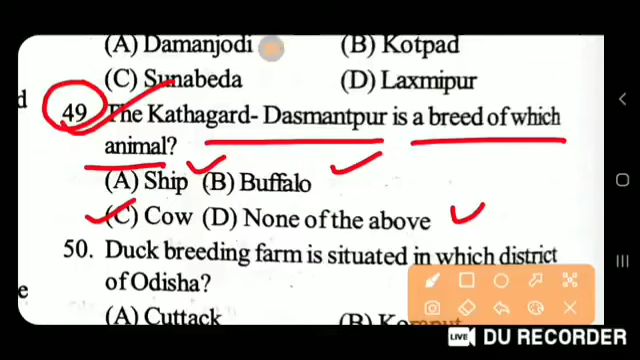 (A) Damanjodi (B) Kotpad
d (C) Sunabeda (D) Laxmipur
49 The Kathagard- Dasmantpur is a breed of which
animal?
(A) Ship (B) Buffalo
(C) Cow (D) None of the above
50. Duck breeding farm is situated in which district
e of Odisha?
(A) Cuttack (B)
LIVE DU RECORDER